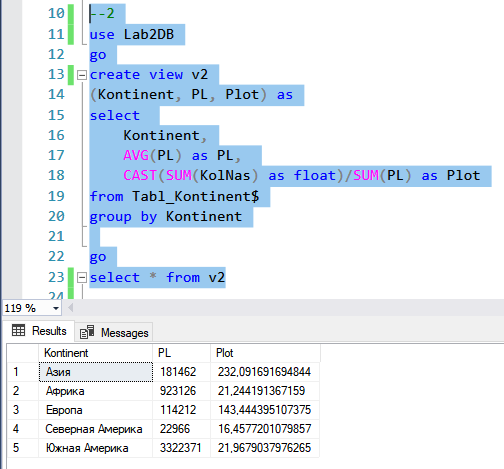 10 --2
11 use Lab2DB
12 go
13 create view v2
14 (Kontinent, PL, Plot) as
15 select
16 Kontinent,
17 AVG(PL) as PL,
18 CAST(SUM(KolNas) as float)/SUM(PL) as Plot
19 from Tabl_Kontinent$
20 group by Kontinent
21
22 go
23 select * from v2
24
119 %
Results Messages
Kontinent PL Plot
1 Азия 181462 232,091691694844
2 Африка 923126 21,244191367159
3 Европа 114212 143,444395107375
4 Северная Америка 22966 16,4577201079857
5 Южная Америка 3322371 21,9679037976265